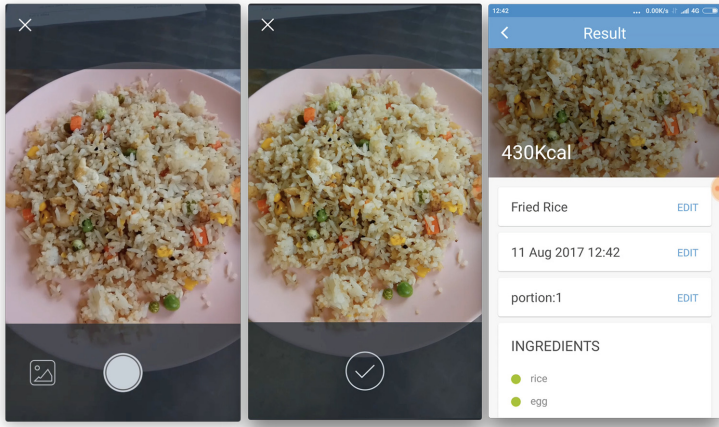 12:42 ... 0.00K/s 4G
Result
430Kcal
Fried Rice EDIT
11 Aug 2017 12:42 EDIT
portion:1 EDIT
INGREDIENTS
rice
egg